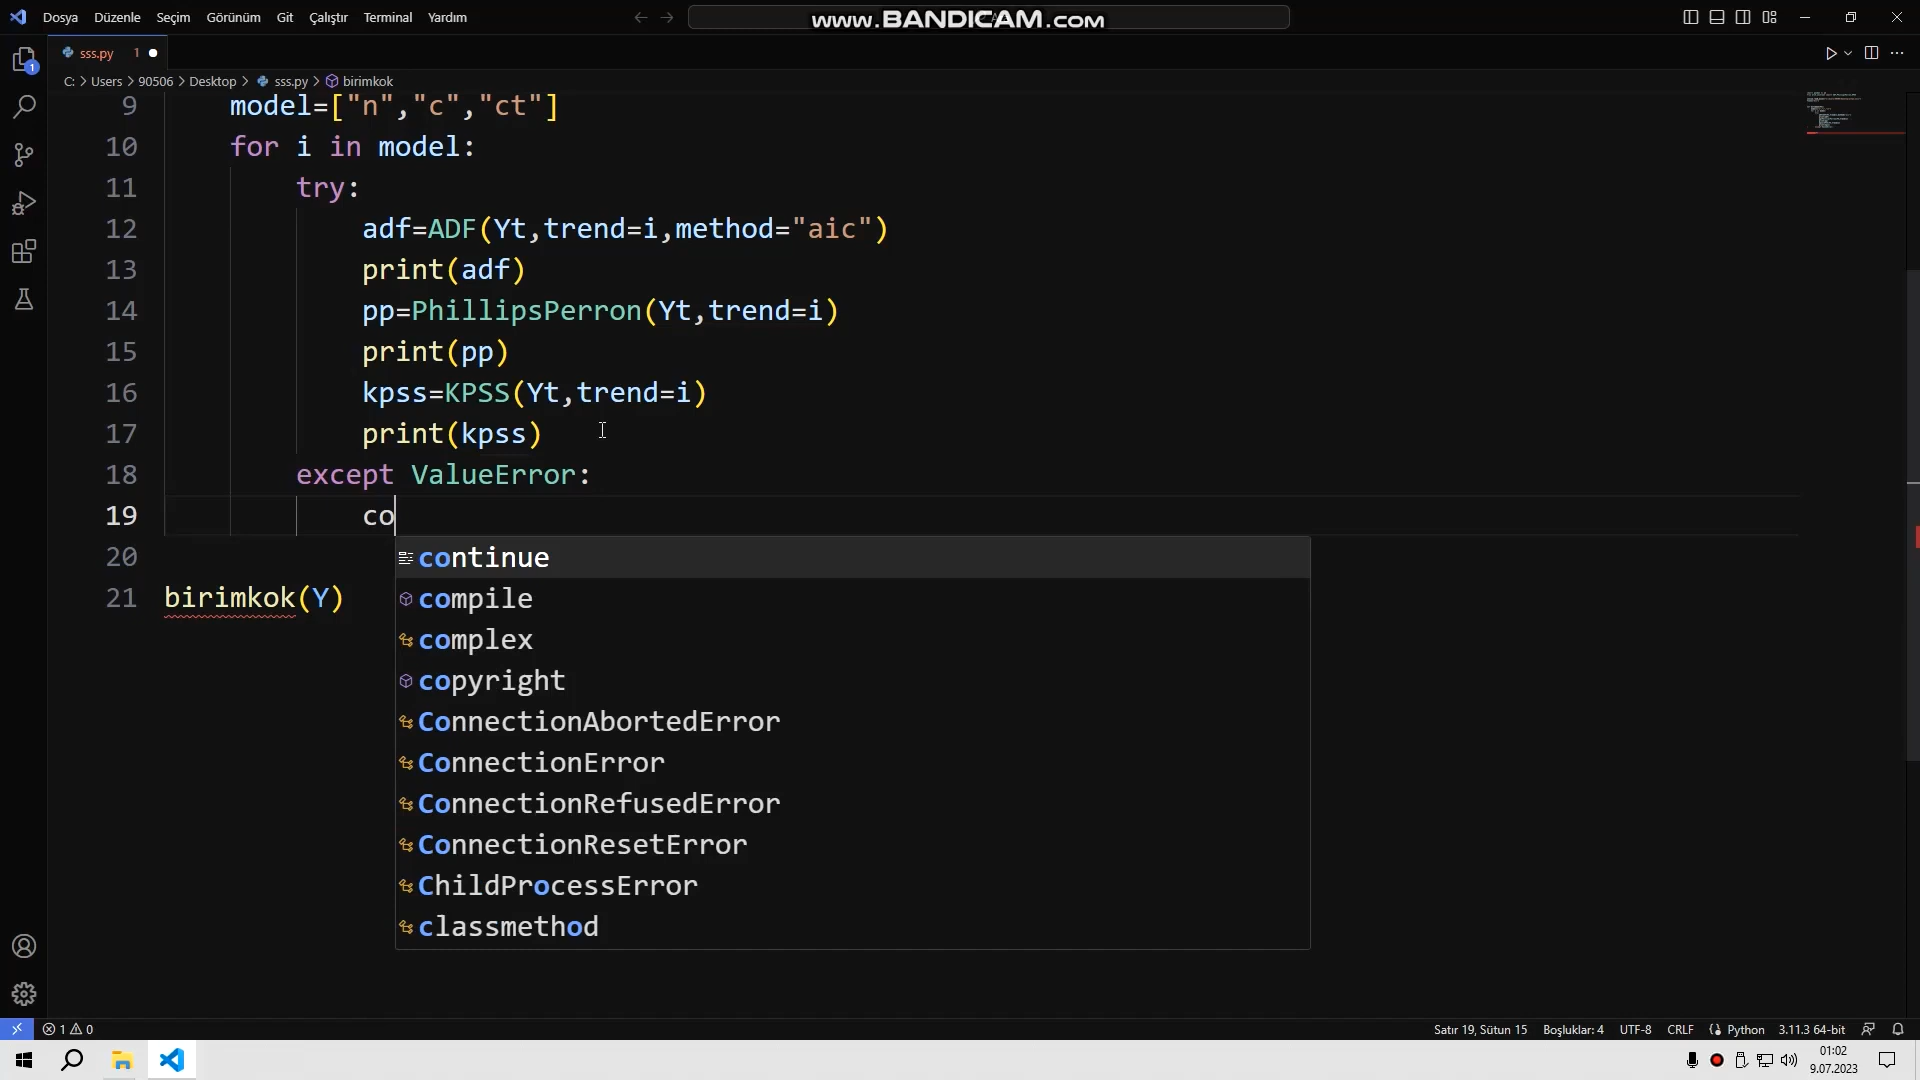 Dosya Düzenle Seçim Görünüm Git Çalıştır Terminal Yardım
www.BANDICAM.com
sss.py 1
C: > Users > 90506 > Desktop > sss.py > birimkok
9 model=["n","c","ct"]
10 for i in model:
11 try:
12 adf=ADF(Yt,trend=i,method="aic")
13 print(adf)
14 pp=PhillipsPerron(Yt,trend=i)
15 print(pp)
16 kpss=KPSS(Yt,trend=i)
17 print(kpss)
18 except ValueError:
19 co
20
continue
compile
21 birimkok(Y)
complex
copyright
ConnectionAbortedError
ConnectionError
ConnectionRefusedError
ConnectionResetError
ChildProcessError
classmethod
1 0
Satır 19, Sütun 15 Boşluklar: 4 UTF-8 CRLF Python 3.11.3 64-bit
01:02
9.07.2023